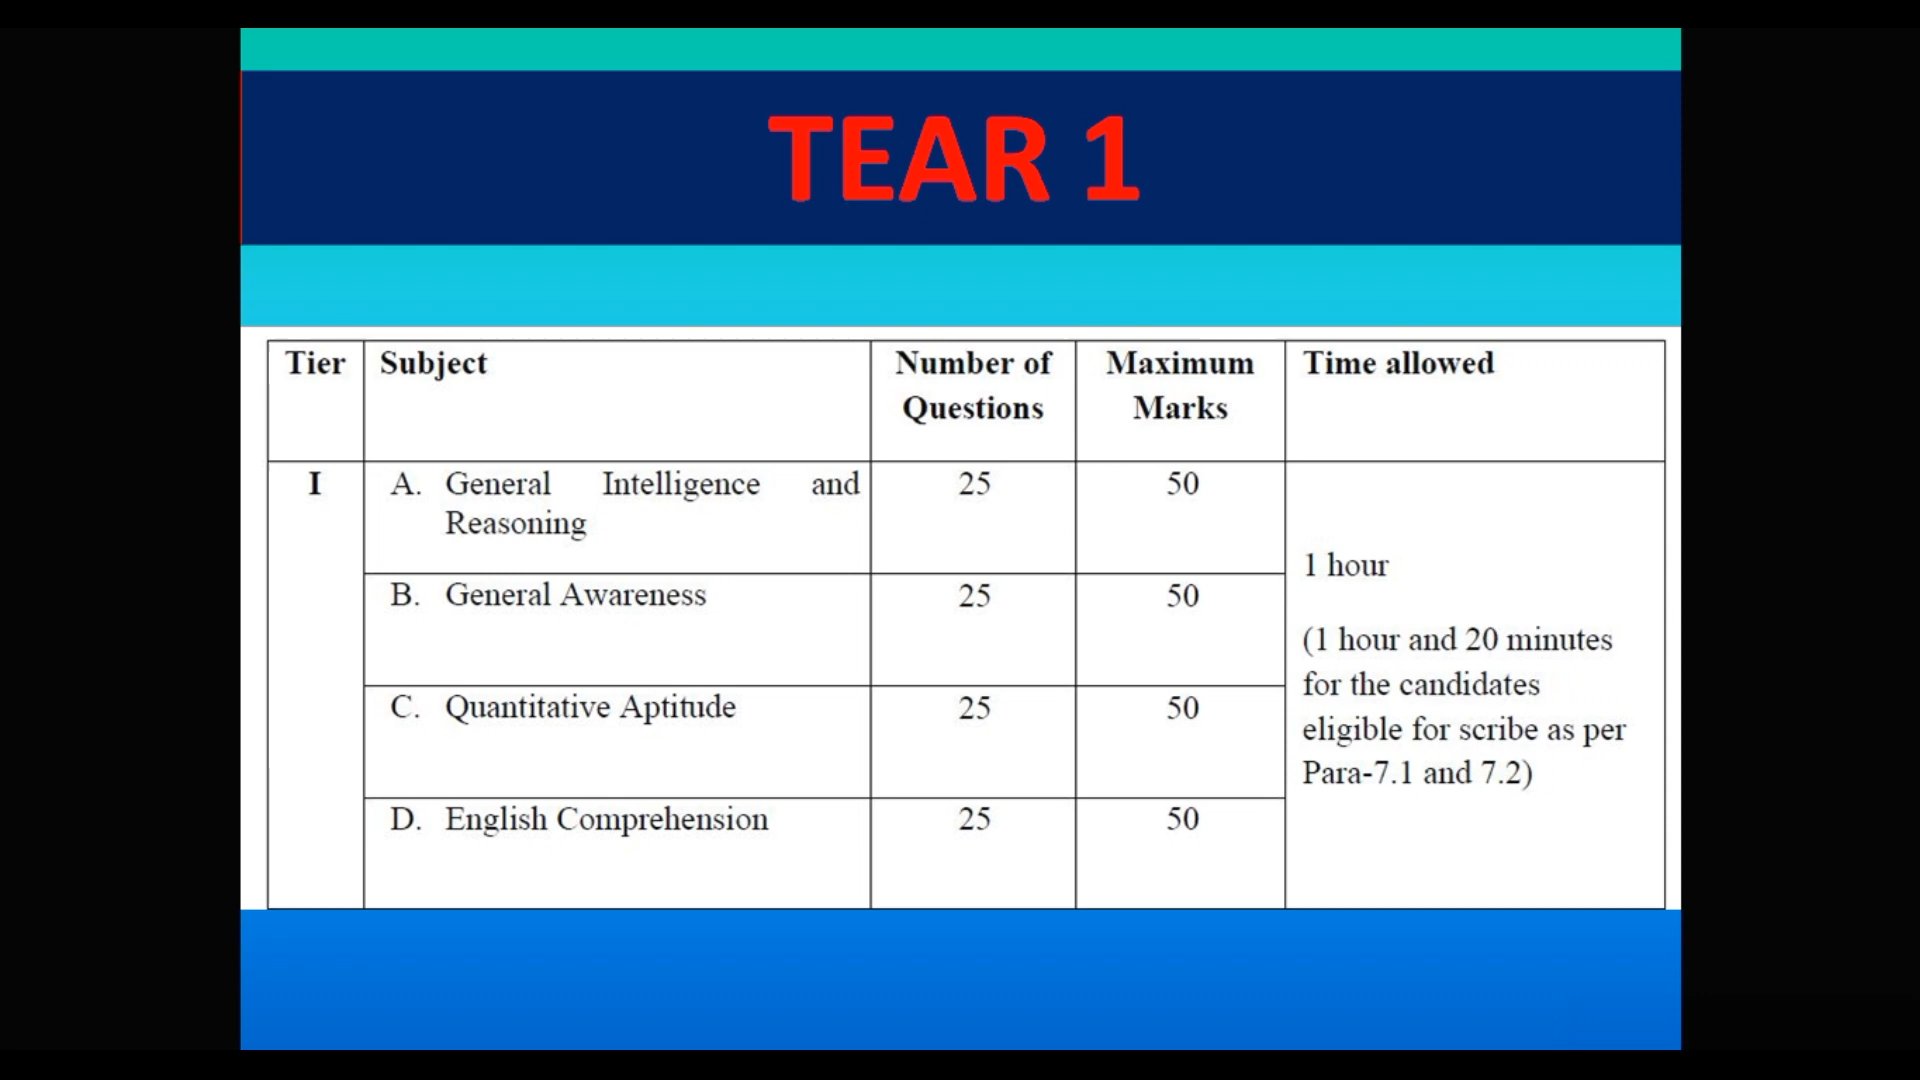 TEAR 1
Tier Subject Number of Questions Maximum Marks Time allowed
I A. General Intelligence and Reasoning 25 50
B. General Awareness 25 50
C. Quantitative Aptitude 25 50
D. English Comprehension 25 50
1 hour
(1 hour and 20 minutes
for the candidates
eligible for scribe as per
Para-7.1 and 7.2)